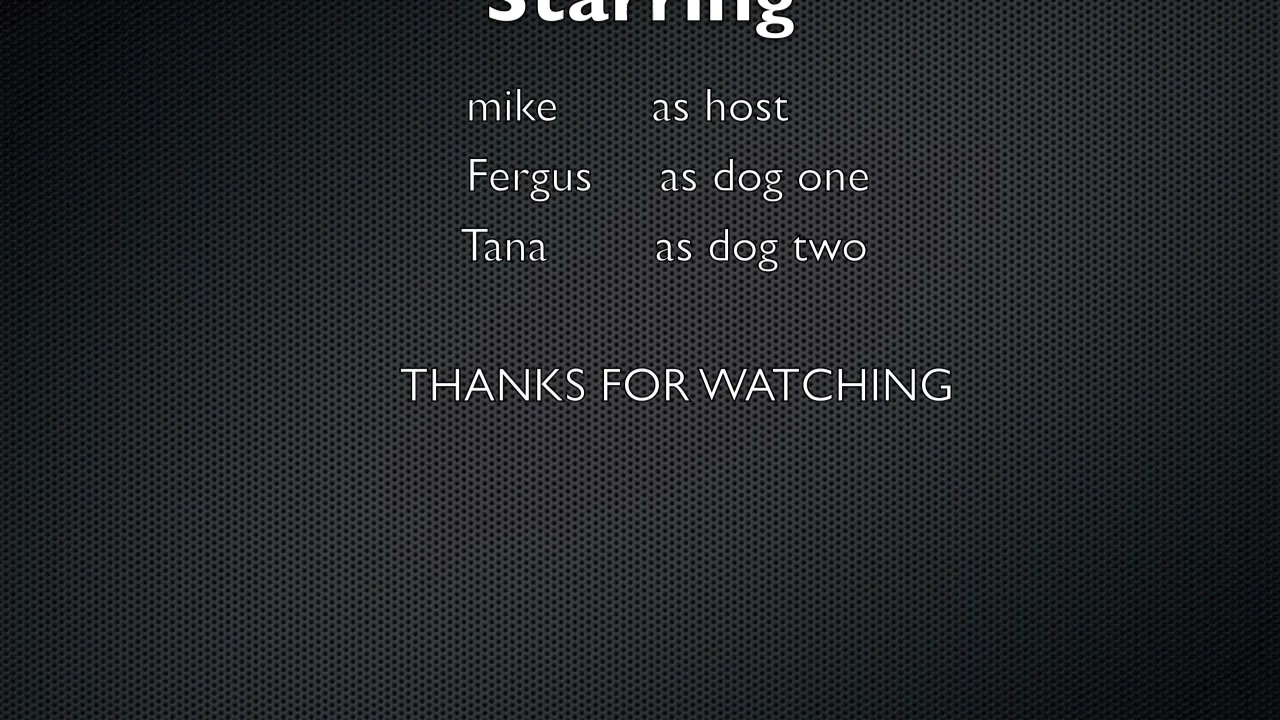 Starring
mike as host
Fergus as dog one
Tana as dog two
THANKS FOR WATCHING